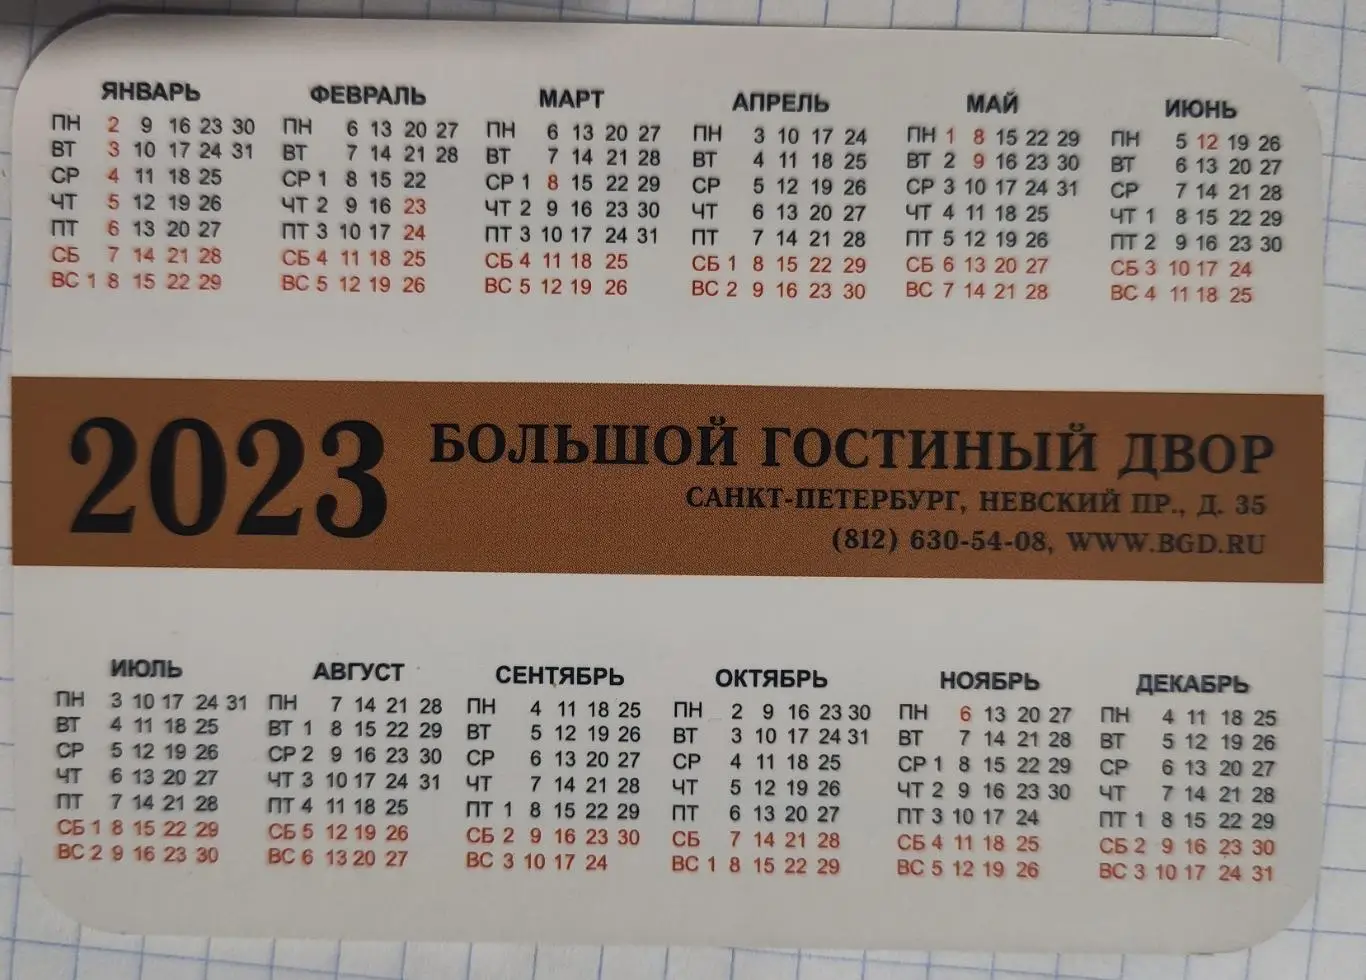 ЯНВАРЬ ФЕВРАЛЬ МАРТ АПРЕЛЬ МАЙ ИЮНЬ
ПН 2 9 16 23 30 ПН 6 13 20 27 ПН 6 13 20 27 ПН 3 10 17 24 ПН 1 8 15 22 29 ПН 5 12 19 26
ВТ 3 10 17 24 31 ВТ 7 14 21 28 ВТ 7 14 21 28 ВТ 4 11 18 25 ВТ 2 9 16 23 30 ВТ 6 13 20 27
СР 4 11 18 25 СР 1 8 15 22 СР 1 8 15 22 29 СР 5 12 19 26 СР 3 10 17 24 31 СР 7 14 21 28
ЧТ 5 12 19 26 ЧТ 2 9 16 23 ЧТ 2 9 16 23 30 ЧТ 6 13 20 27 ЧТ 4 11 18 25 ЧТ 1 8 15 22 29
ПТ 6 13 20 27 ПТ 3 10 17 24 ПТ 3 10 17 24 31 ПТ 7 14 21 28 ПТ 5 12 19 26 ПТ 2 9 16 23 30
СБ 7 14 21 28 СБ 4 11 18 25 СБ 4 11 18 25 СБ 1 8 15 22 29 СБ 6 13 20 27 СБ 3 10 17 24
ВС 1 8 15 22 29 ВС 5 12 19 26 ВС 5 12 19 26 ВС 2 9 16 23 30 ВС 7 14 21 28 ВС 4 11 18 25
2023 БОЛЬШОЙ ГОСТИНЫЙ ДВОР
САНКТ-ПЕТЕРБУРГ, НЕВСКИЙ ПР., Д. 35
(812) 630-54-08, WWW.BGD.RU
ИЮЛЬ АВГУСТ СЕНТЯБРЬ ОКТЯБРЬ НОЯБРЬ ДЕКАБРЬ
ПН 3 10 17 24 31 ПН 7 14 21 28 ПН 4 11 18 25 ПН 2 9 16 23 30 ПН 6 13 20 27 ПН 4 11 18 25
ВТ 4 11 18 25 ВТ 1 8 15 22 29 ВТ 5 12 19 26 ВТ 3 10 17 24 31 ВТ 7 14 21 28 ВТ 5 12 19 26
СР 5 12 19 26 СР 2 9 16 23 30 СР 6 13 20 27 СР 4 11 18 25 СР 1 8 15 22 29 СР 6 13 20 27
ЧТ 6 13 20 27 ЧТ 3 10 17 24 31 ЧТ 7 14 21 28 ЧТ 5 12 19 26 ЧТ 2 9 16 23 30 ЧТ 7 14 21 28
ПТ 7 14 21 28 ПТ 4 11 18 25 ПТ 1 8 15 22 29 ПТ 6 13 20 27 ПТ 3 10 17 24 ПТ 1 8 15 22 29
СБ 1 8 15 22 29 СБ 5 12 19 26 СБ 2 9 16 23 30 СБ 7 14 21 28 СБ 4 11 18 25 СБ 2 9 16 23 30
ВС 2 9 16 23 30 ВС 6 13 20 27 ВС 3 10 17 24 ВС 1 8 15 22 29 ВС 5 12 19 26 ВС 3 10 17 24 31